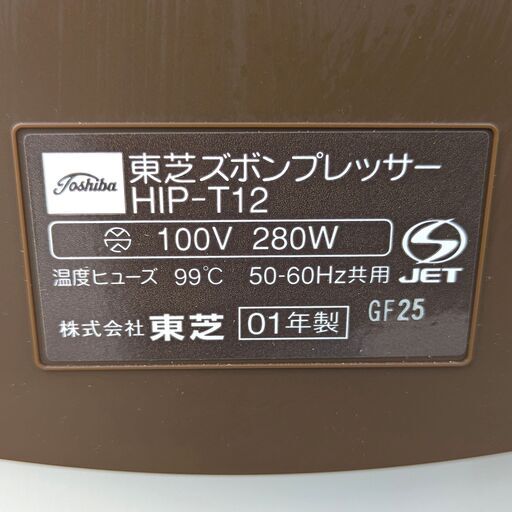 Toshiba
東芝ズボンプレッサー
HIP-T12
100V 280W
温度ヒューズ 99℃ 50-60Hz共用
JET
株式会社 東芝 01年製 GF25